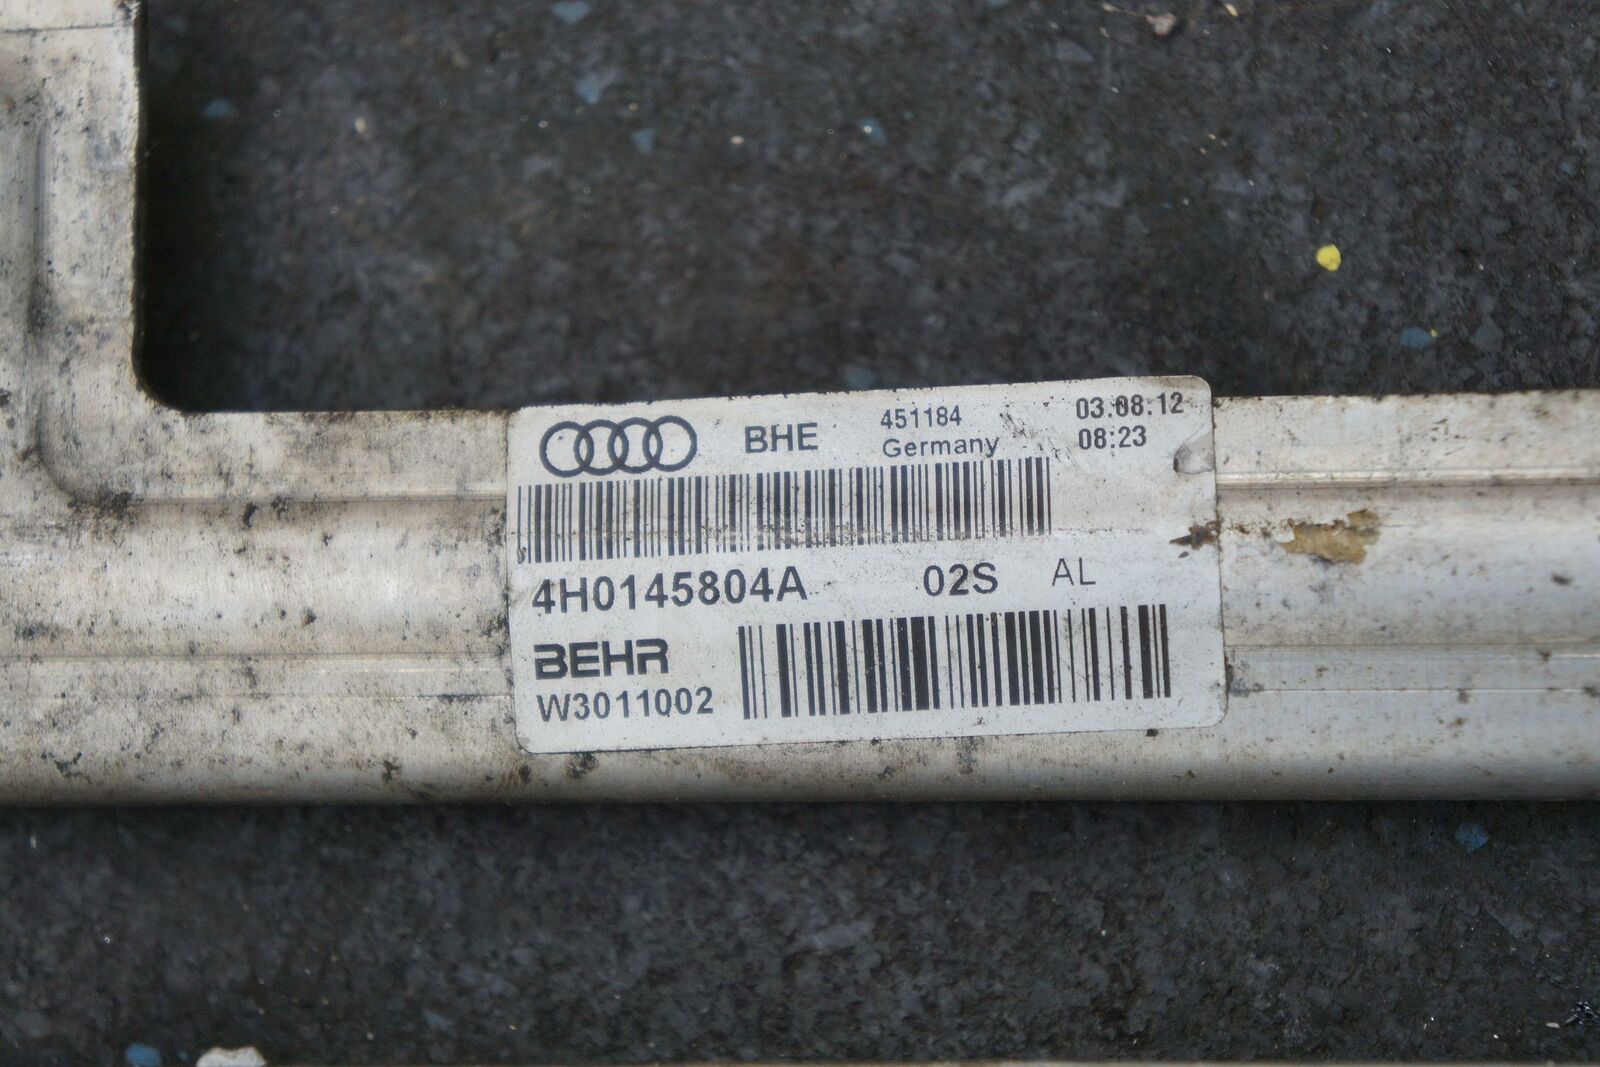 BHE 451184 03.08.12
Germany 08:23
4H0145804A 02S AL
BEHR
W3011002